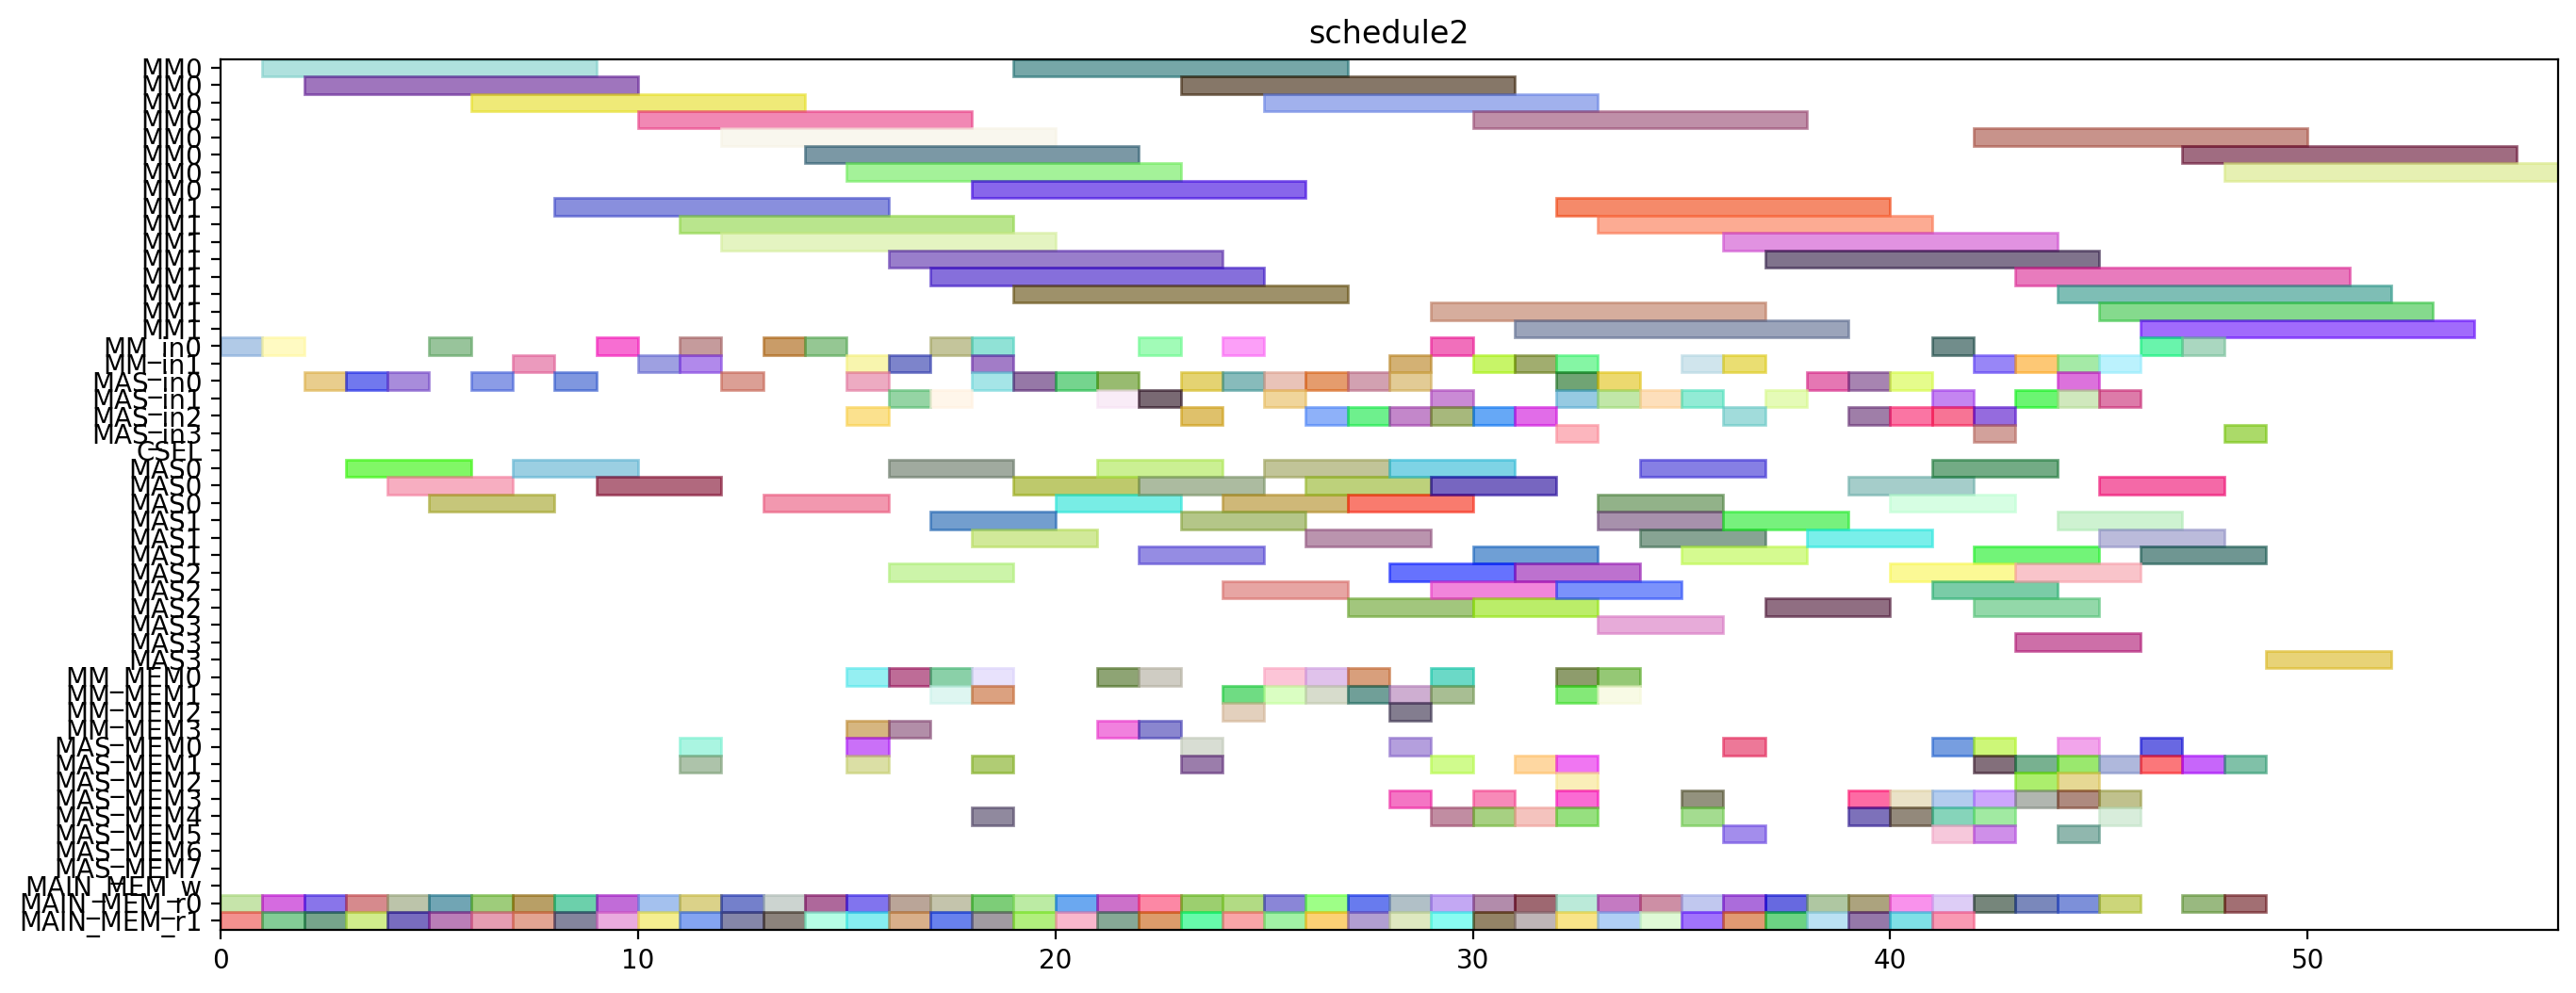 schedule2
MM0
MM0
MM0
MM0
MM0
MM0
MM0
MM0
MM1
MM1
MM1
MM1
MM1
MM1
MM1
MM1
MM_in0
MM_in1
MAS_in0
MAS_in1
MAS_in2
MAS_in3
CSEL
MAS0
MAS0
MAS0
MAS1
MAS1
MAS1
MAS2
MAS2
MAS2
MAS3
MAS3
MAS3
MM_MEM0
MM_MEM1
MM_MEM2
MM_MEM3
MAS_MEM0
MAS_MEM1
MAS_MEM2
MAS_MEM3
MAS_MEM4
MAS_MEM5
MAS_MEM6
MAS_MEM7
MAIN_MEM_w
MAIN_MEM_r0
MAIN_MEM_r1
0 10 20 30 40 50